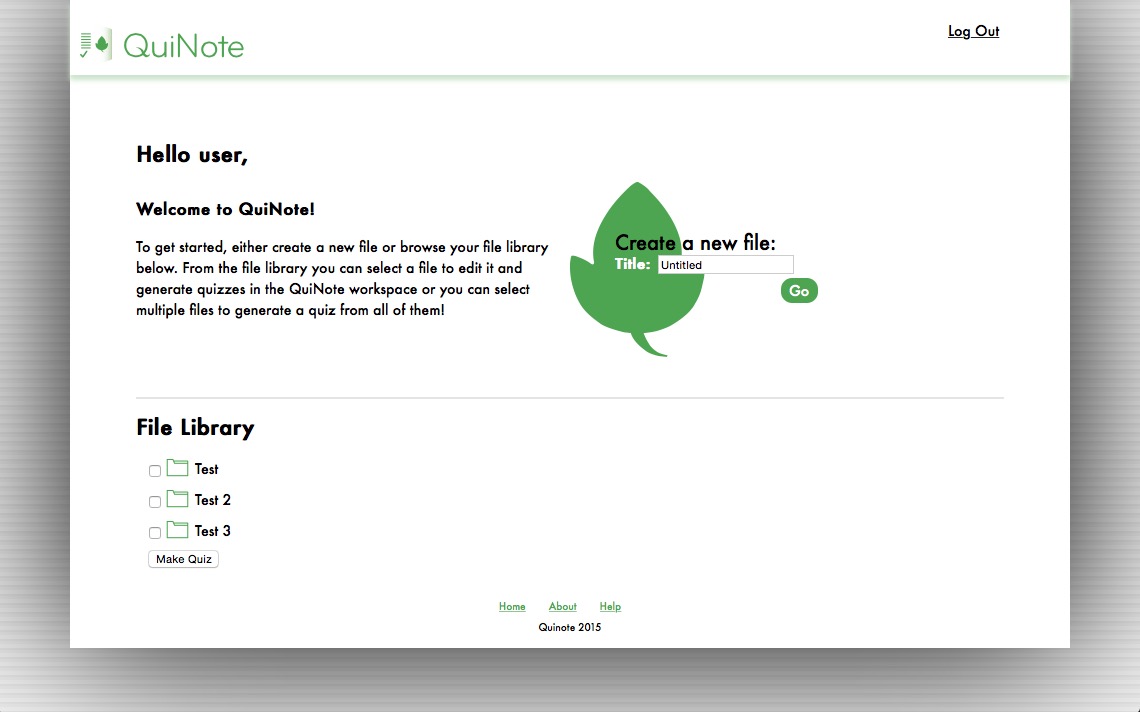 QuiNote
Log Out
Hello user,
Welcome to QuiNote!
To get started, either create a new file or browse your file library
below. From the file library you can select a file to edit it and
generate quizzes in the QuiNote workspace or you can select
multiple files to generate a quiz from all of them!
Create a new file:
Title: Untitled
Go
File Library
Test
Test 2
Test 3
Make Quiz
Home About Help
Quinote 2015